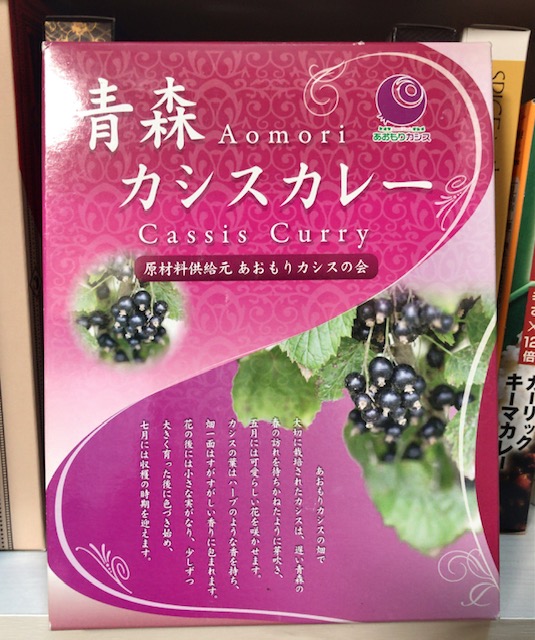 青森
Aomori
カシスカレー
Cassis Curry
原材料供給元 あおもりカシスの会
あおもりカシス
あおもりカシスの畑で
大切に栽培されたカシスは、遅い青森の
春の訪れを待ちかねたように芽吹き、
五月には可愛らしい花を咲かせます。
カシスの葉はハーブのような香を持ち、
畑一面はすがすがしい香りに包まれます。
花の後には小さな実がなり、少しずつ
大きく育った後に色づき始め、
七月には収穫の時期を迎えます。
×12倍
ガーリック
キーマカレー